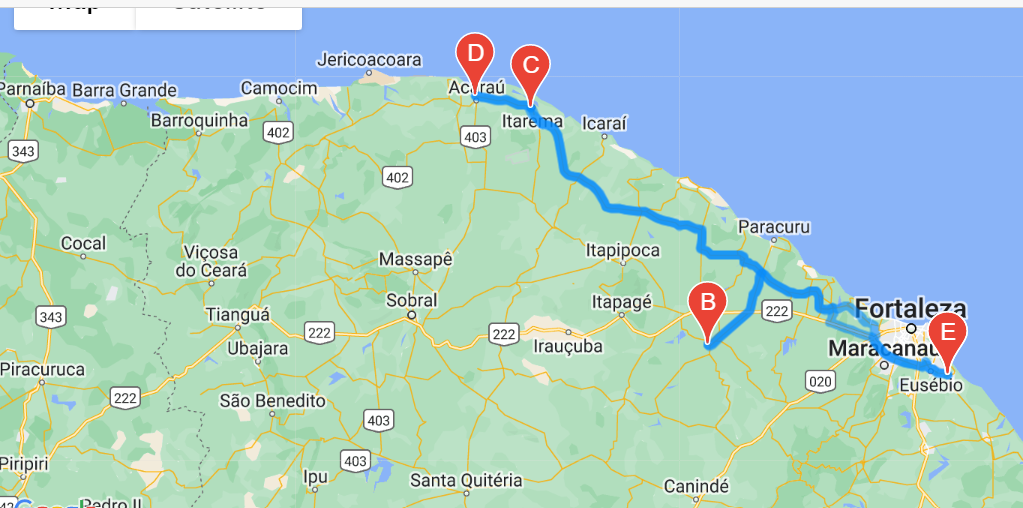 Map
Satellite
D
C
Jericoacoara
Acaraú
Parnaíba
Barra Grande
Camocim
Itarema
Icaraí
Barroquinha
402
403
343
402
Paracuru
Cocal
Viçosa
do Ceará
Itapipoca
Massapê
B
Sobral
Itapagé
Fortaleza
343
Tianguá
222
222
222
E
Irauçuba
Ubajara
Maracanaú
Piracuruca
020
Eusébio
222
São Benedito
403
403
Piripiri
Ipu
Santa Quitéria
Canindé
Pedro II